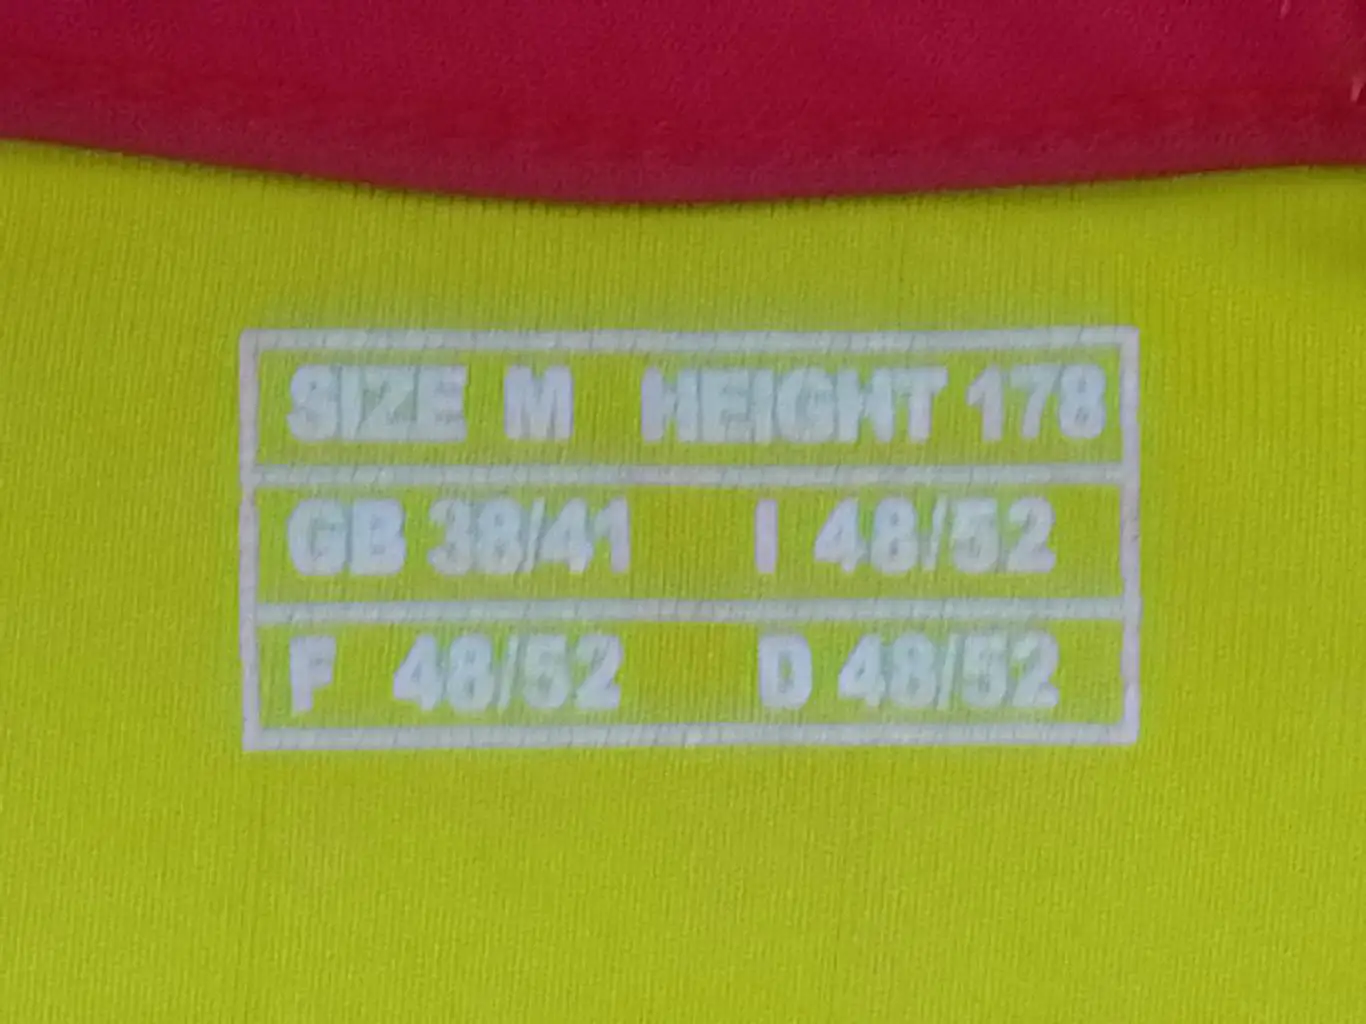 SIZE M HEIGHT 178
GB 38/41 I 48/52
F 48/52 D 48/52